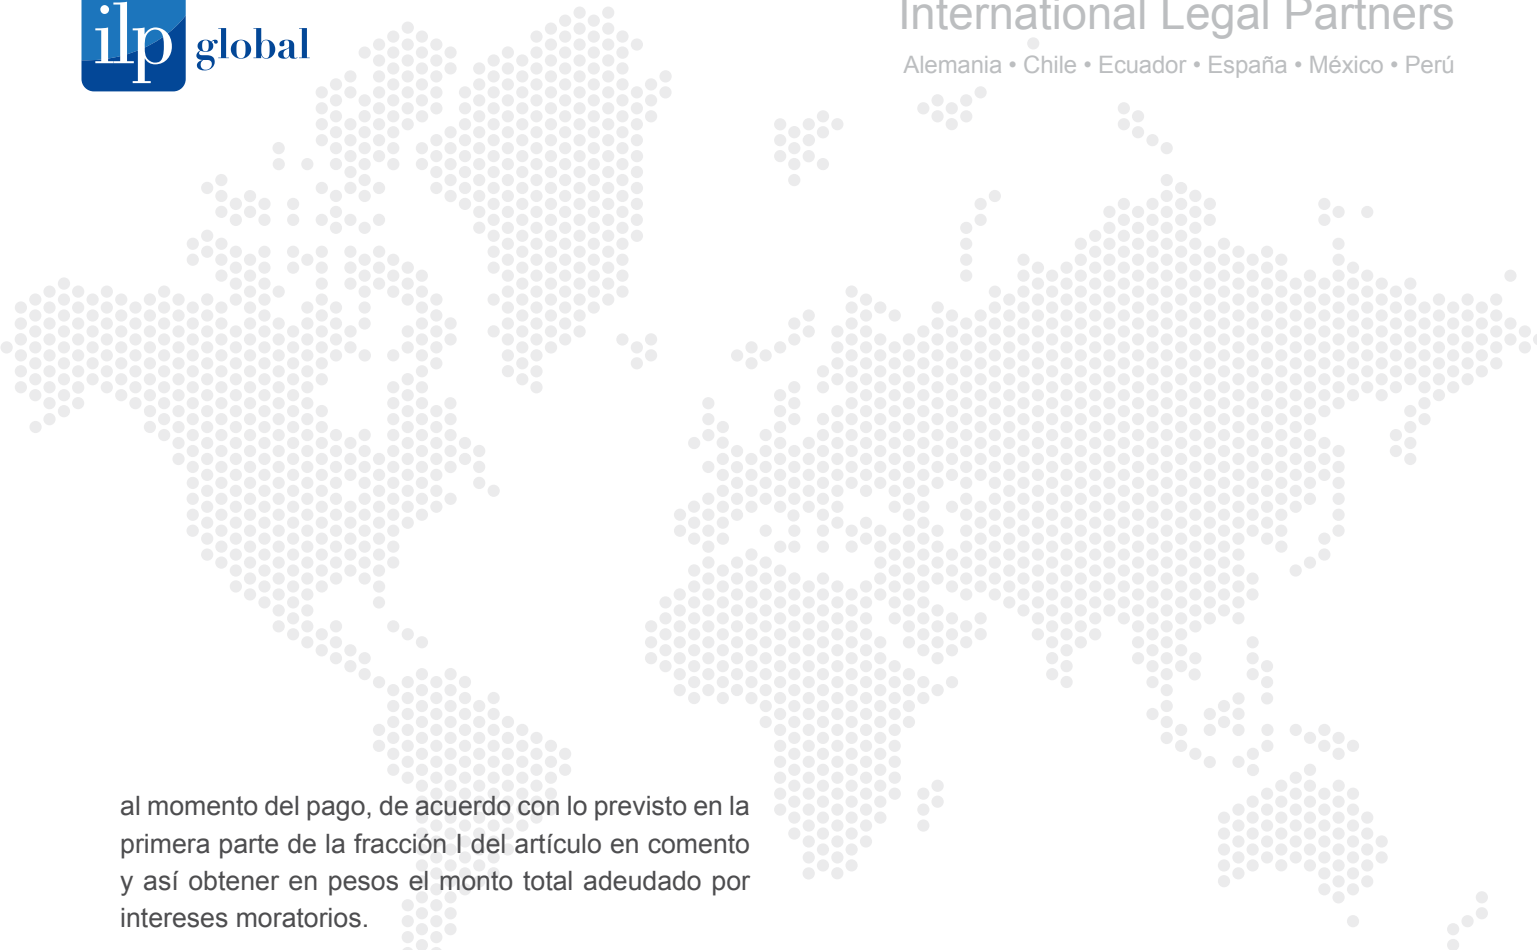 ilp global
International Legal Partners
Alemania • Chile • Ecuador • España • México • Perú
al momento del pago, de acuerdo con lo previsto en la
primera parte de la fracción I del artículo en comento
y así obtener en pesos el monto total adeudado por
intereses moratorios.